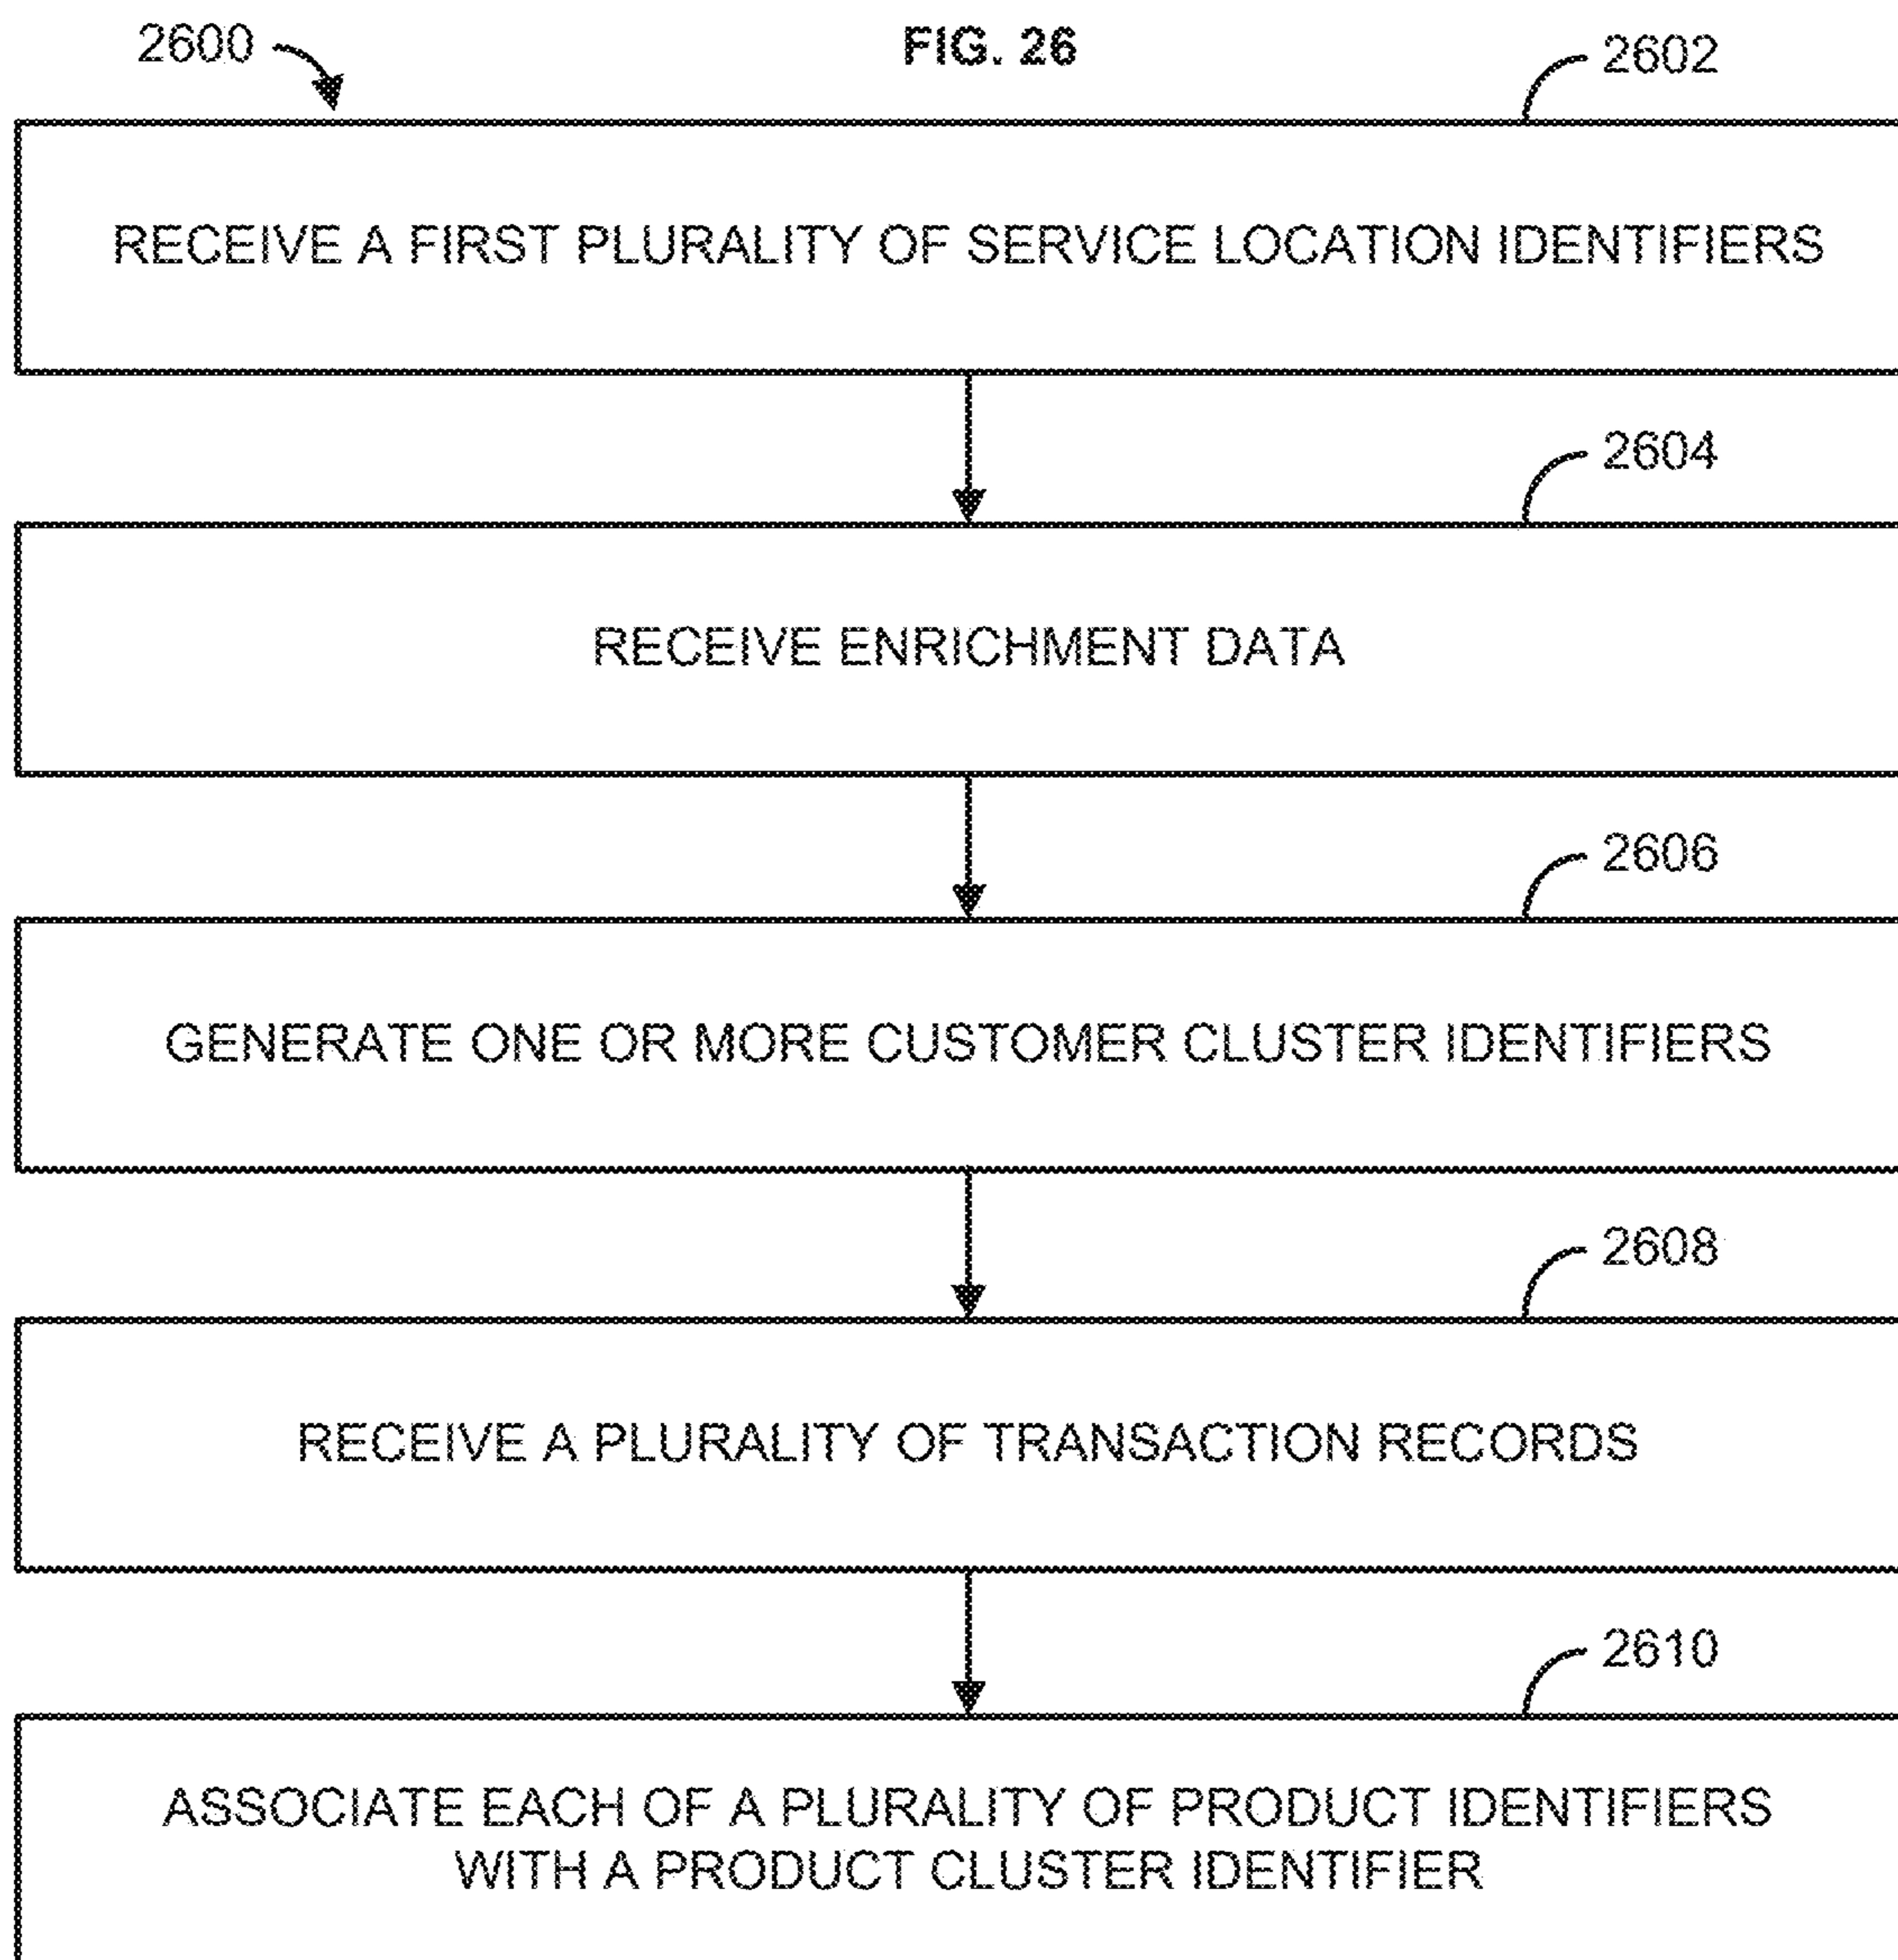 2600
FIG. 26
2602
RECEIVE A FIRST PLURALITY OF SERVICE LOCATION IDENTIFIERS
2604
RECEIVE ENRICHMENT DATA
2606
GENERATE ONE OR MORE CUSTOMER CLUSTER IDENTIFIERS
2608
RECEIVE A PLURALITY OF TRANSACTION RECORDS
2610
ASSOCIATE EACH OF A PLURALITY OF PRODUCT IDENTIFIERS
WITH A PRODUCT CLUSTER IDENTIFIER